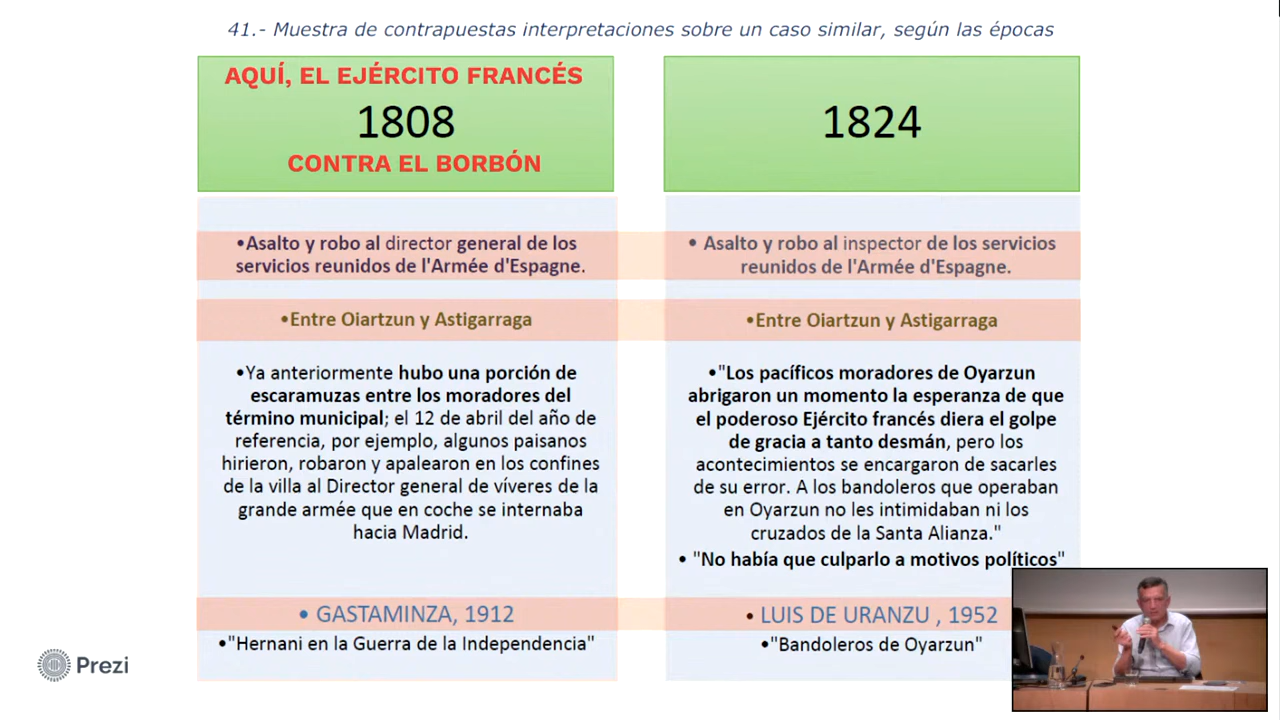 41.- Muestra de contrapuestas interpretaciones sobre un caso similar, según las épocas
AQUÍ, EL EJÉRCITO FRANCÉS
1808
CONTRA EL BORBÓN
•Asalto y robo al director general de los
servicios reunidos de l'Armée d'Espagne.
•Entre Oiartzun y Astigarraga
•Ya anteriormente hubo una porción de
escaramuzas entre los moradores del
término municipal; el 12 de abril del año de
referencia, por ejemplo, algunos paisanos
hirieron, robaron y apalearon en los confines
de la villa al Director general de víveres de la
grande armée que en coche se internaba
hacia Madrid.
• GASTAMINZA, 1912
•"Hernani en la Guerra de la Independencia"
1824
• Asalto y robo al inspector de los servicios
reunidos de l'Armée d'Espagne.
•Entre Oiartzun y Astigarraga
•"Los pacíficos moradores de Oyarzun
abrigaron un momento la esperanza de que
el poderoso Ejército francés diera el golpe
de gracia a tanto desmán, pero los
acontecimientos se encargaron de sacarles
de su error. A los bandoleros que operaban
en Oyarzun no les intimidaban ni los
cruzados de la Santa Alianza."
• "No había que culparlo a motivos políticos"
• LUIS DE URANZU , 1952
•"Bandoleros de Oyarzun"
Prezi